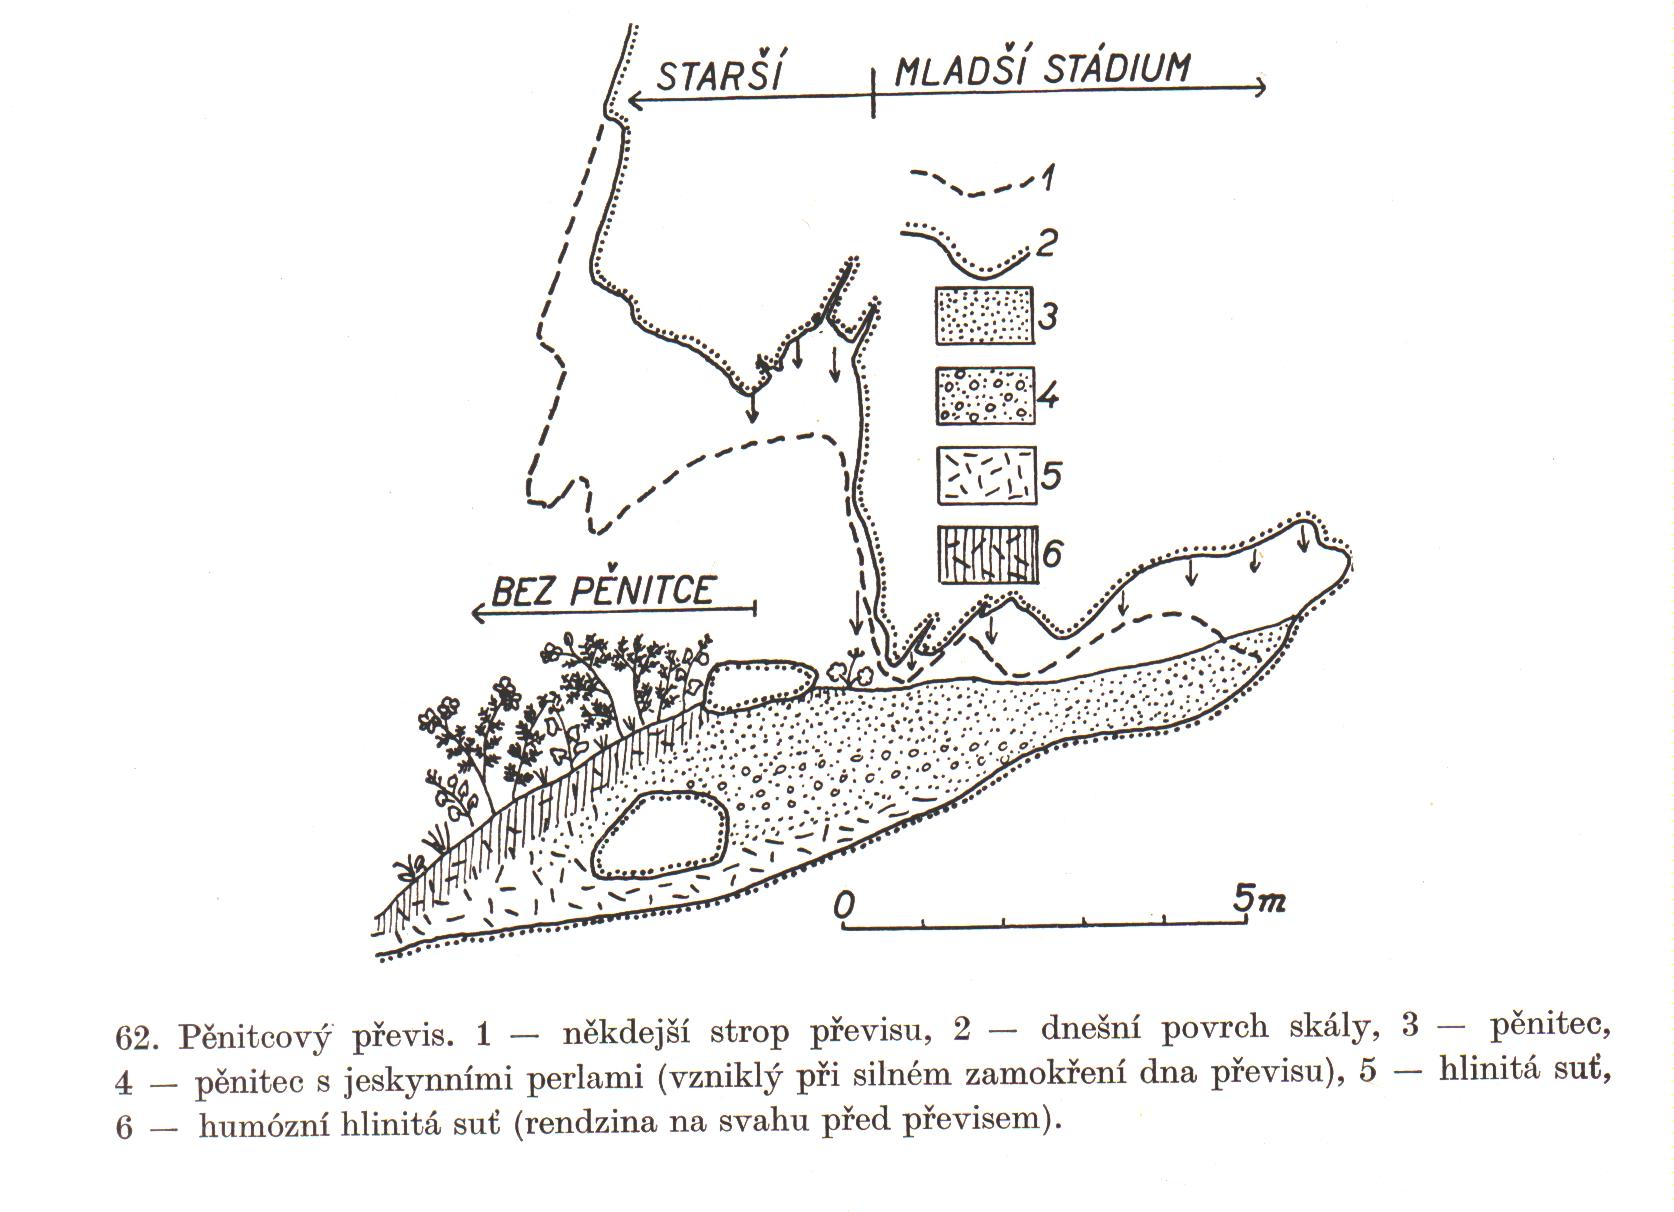 STARŠÍ
MLADŠÍ STÁDIUM
1
2
3
4
5
6
BEZ PĚNITCE
0
5m
62. Pěnitcový převis. 1 — někdejší strop převisu, 2 — dnešní povrch skály, 3 — pěnitec,
4 — pěnitec s jeskynními perlami (vzniklý při silném zamokření dna převisu), 5 — hlinitá suť,
6 — humózní hlinitá suť (rendzina na svahu před převisem).